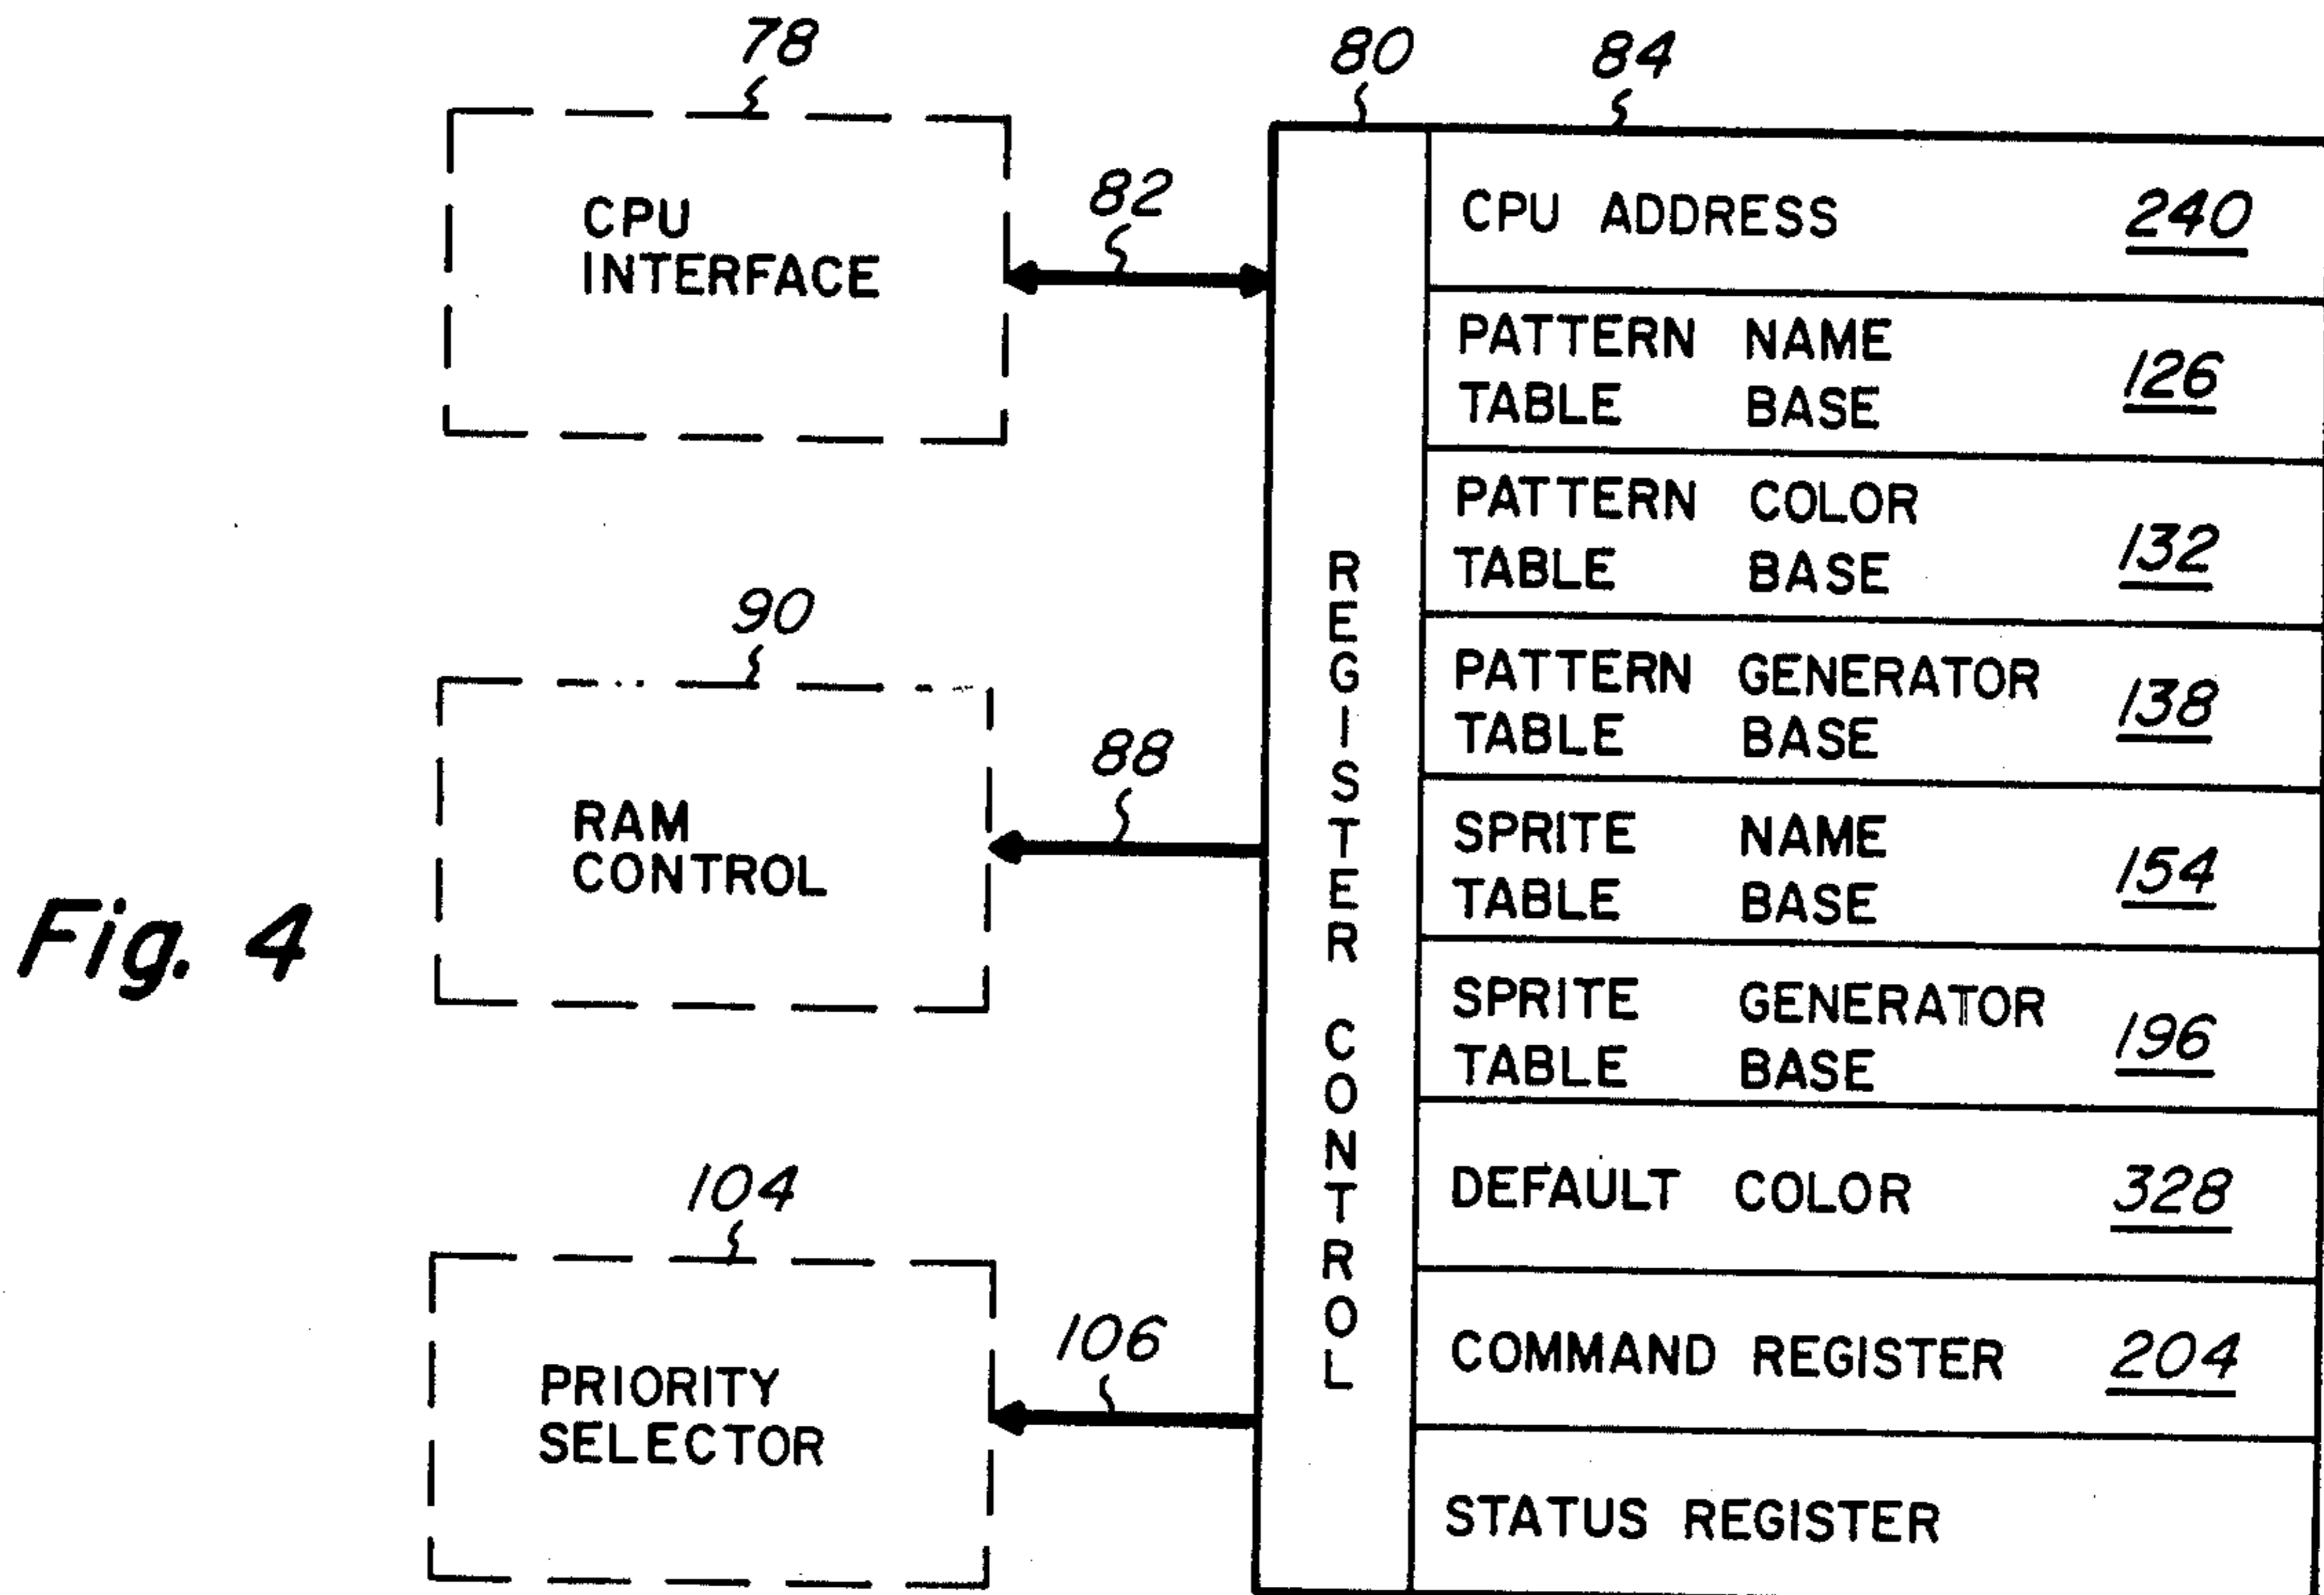 78
CPU
INTERFACE
82
90
RAM
CONTROL
88
Fig. 4
104
PRIORITY
SELECTOR
106
80
REGISTER CONTROL
84
CPU ADDRESS 240
PATTERN NAME
TABLE BASE 126
PATTERN COLOR
TABLE BASE 132
PATTERN GENERATOR
TABLE BASE 138
SPRITE NAME
TABLE BASE 154
SPRITE GENERATOR
TABLE BASE 196
DEFAULT COLOR 328
COMMAND REGISTER 204
STATUS REGISTER